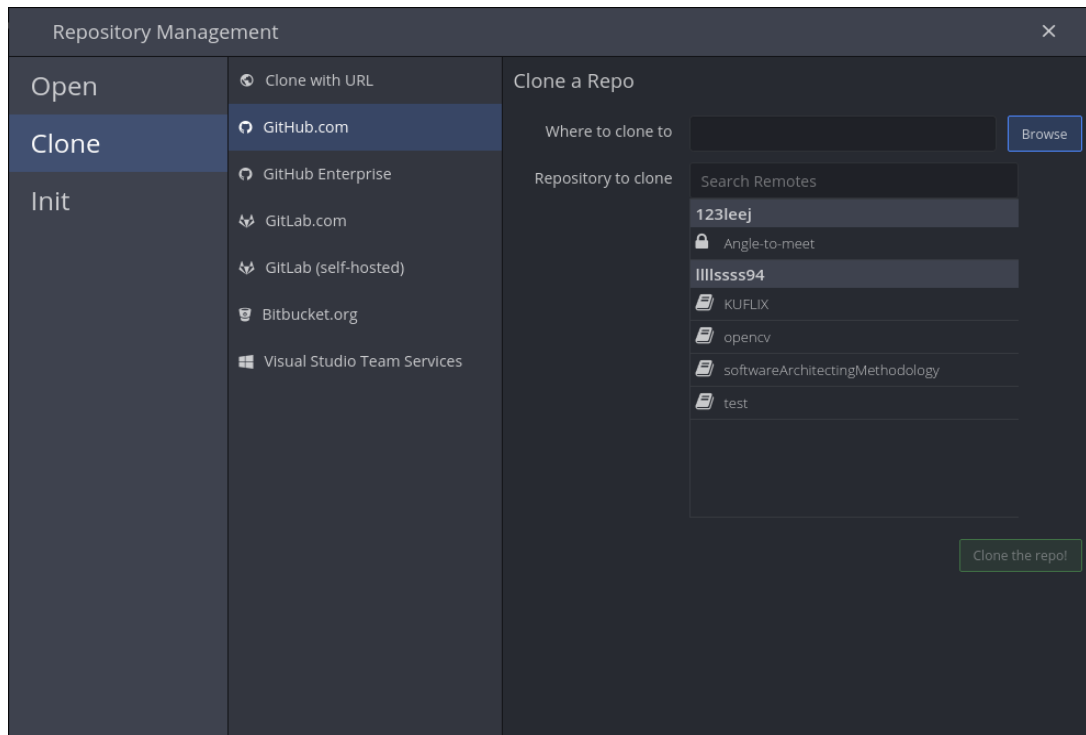 Repository Management
Open
Clone
Init
Clone with URL
GitHub.com
GitHub Enterprise
GitLab.com
GitLab (self-hosted)
Bitbucket.org
Visual Studio Team Services
Clone a Repo
Where to clone to
Browse
Repository to clone
Search Remotes
123leej
Angle-to-meet
llllssss94
KUFLIX
opencv
softwareArchitectingMethodology
test
Clone the repo!